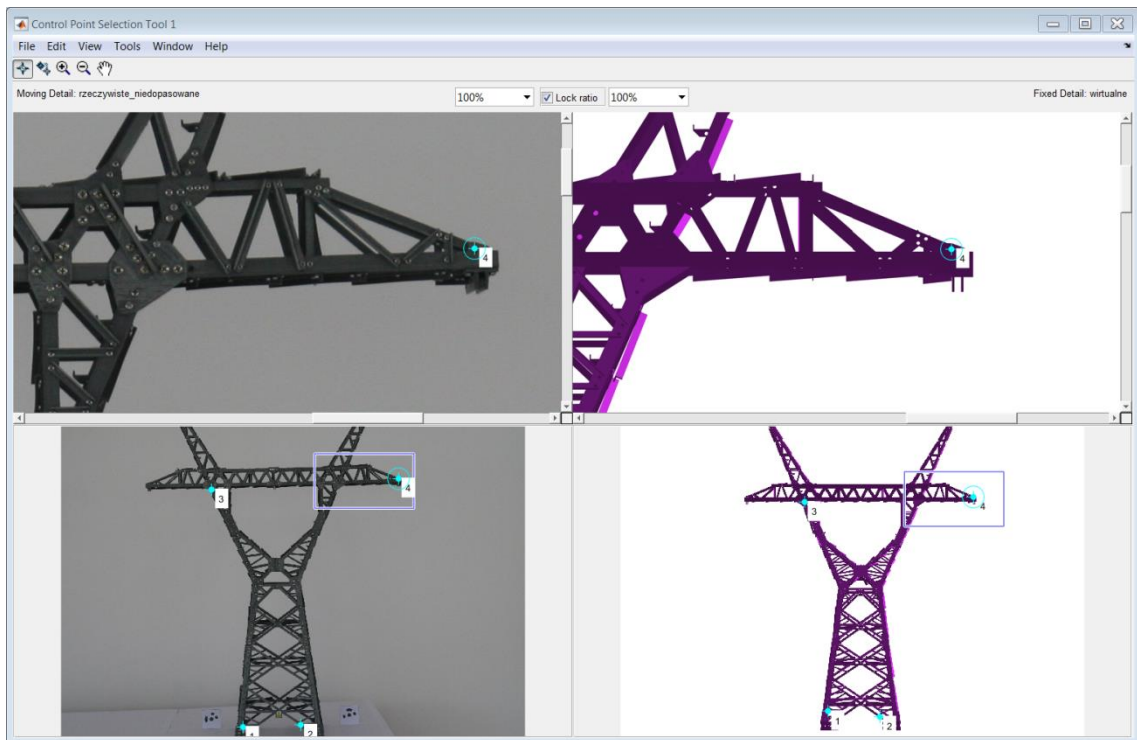 Control Point Selection Tool 1
File Edit View Tools Window Help
Moving Detail: rzeczywiste_niedopasowane
100%
Lock ratio
100%
Fixed Detail: wirtualne
4
4
3
4
1
2
3
4
1
2